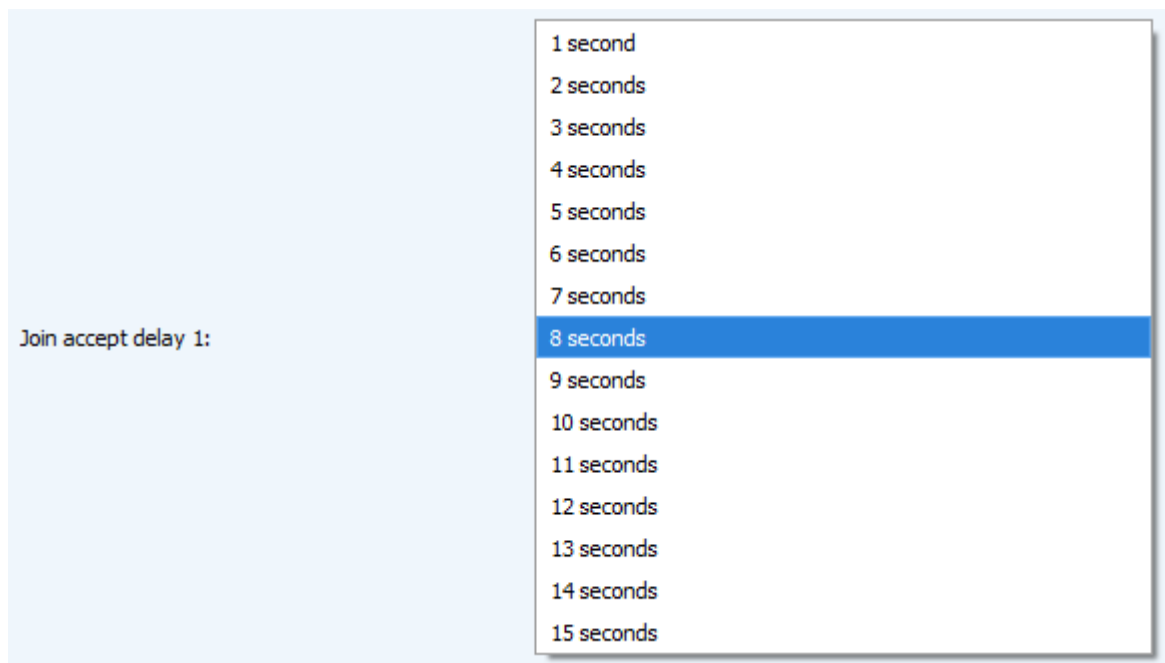 1 second
2 seconds
3 seconds
4 seconds
5 seconds
6 seconds
7 seconds
Join accept delay 1:
8 seconds
9 seconds
10 seconds
11 seconds
12 seconds
13 seconds
14 seconds
15 seconds